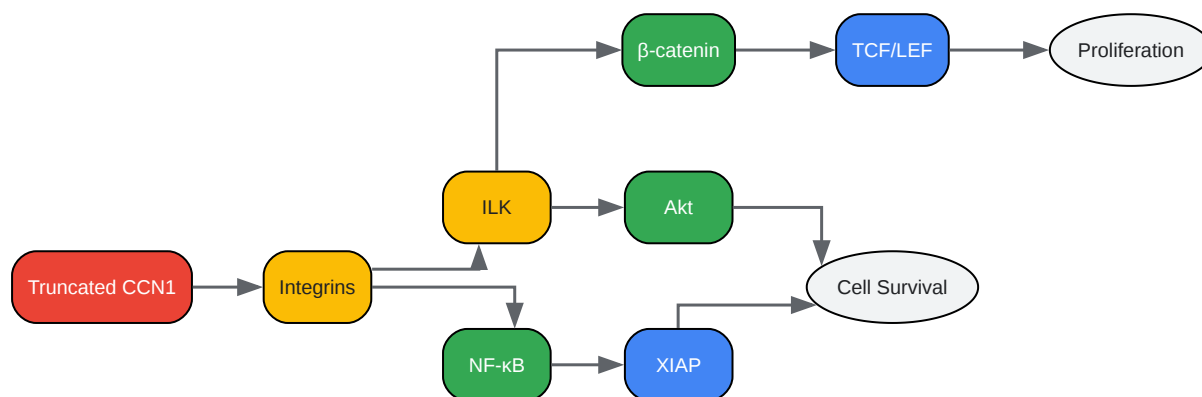 β-catenin
TCF/LEF
Proliferation
ILK
Akt
Truncated CCN1
Integrins
Cell Survival
NF-κB
XIAP